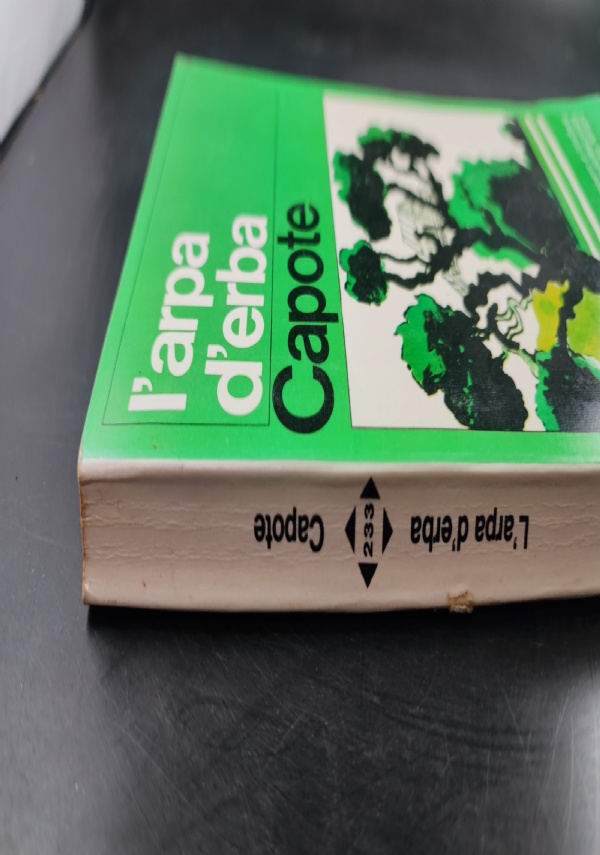 l'arpa
d'erba
Capote
Capote
233
L'arpa d'erba